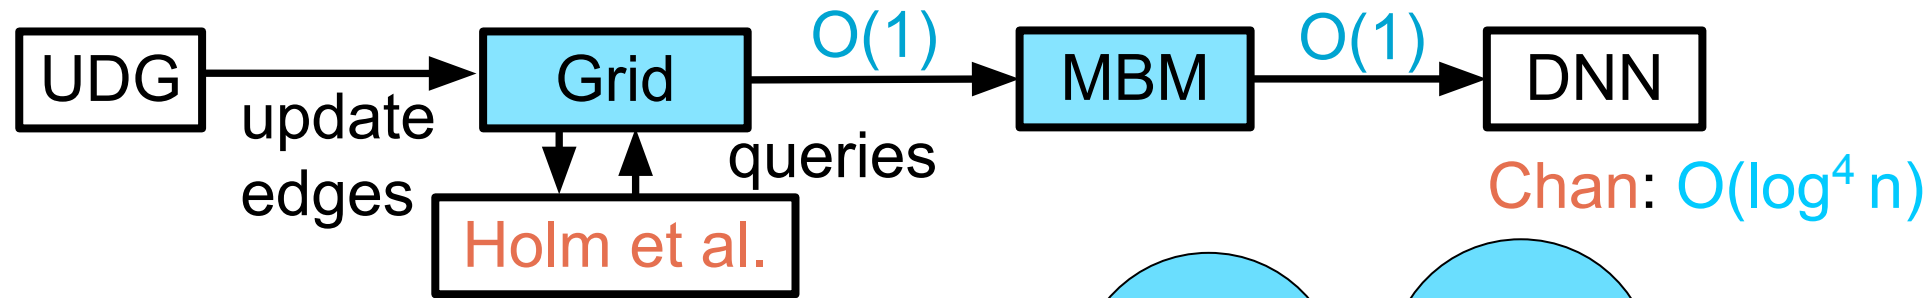 UDG
Grid
O(1)
MBM
O(1)
DNN
update
edges
queries
Holm et al.
Chan: O(log⁴ n)